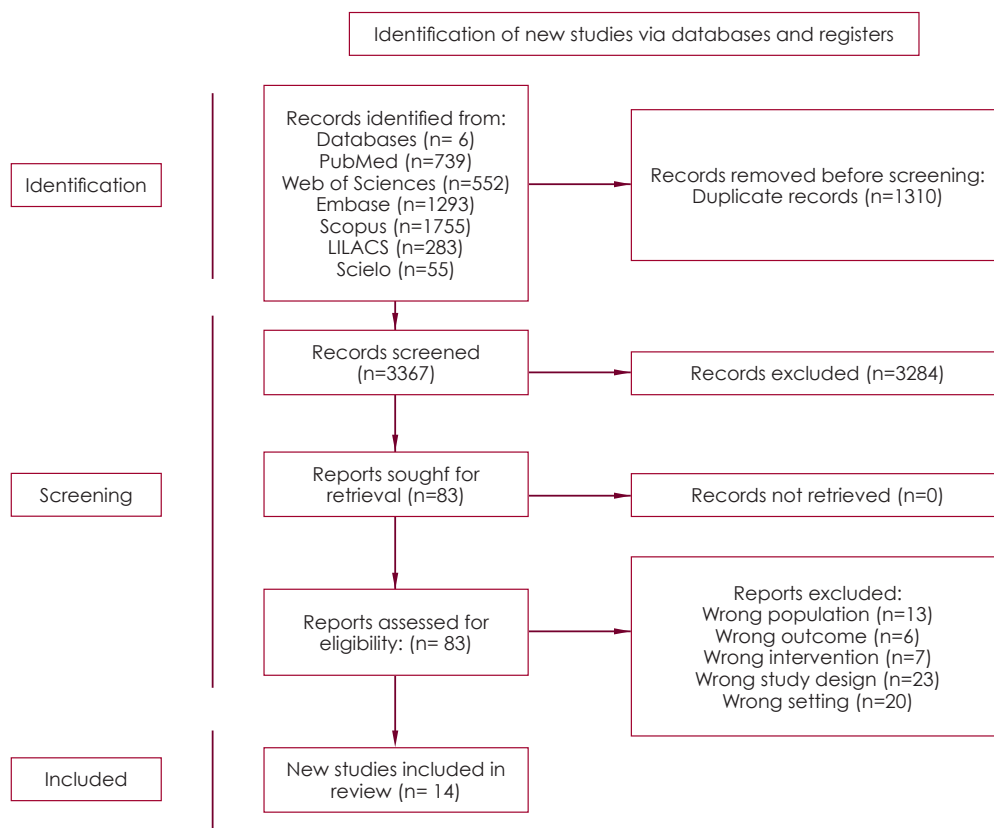 Identification of new studies via databases and registers
Identification
Records identified from:
Databases (n= 6)
PubMed (n=739)
Web of Sciences (n=552)
Embase (n=1293)
Scopus (n=1755)
LILACS (n=283)
Scielo (n=55)
Records removed before screening:
Duplicate records (n=1310)
Screening
Records screened
(n=3367)
Records excluded (n=3284)
Reports soughf for
retrieval (n=83)
Records not retrieved (n=0)
Reports assessed for
eligibility: (n= 83)
Reports excluded:
Wrong population (n=13)
Wrong outcome (n=6)
Wrong intervention (n=7)
Wrong study design (n=23)
Wrong setting (n=20)
Included
New studies included in
review (n= 14)